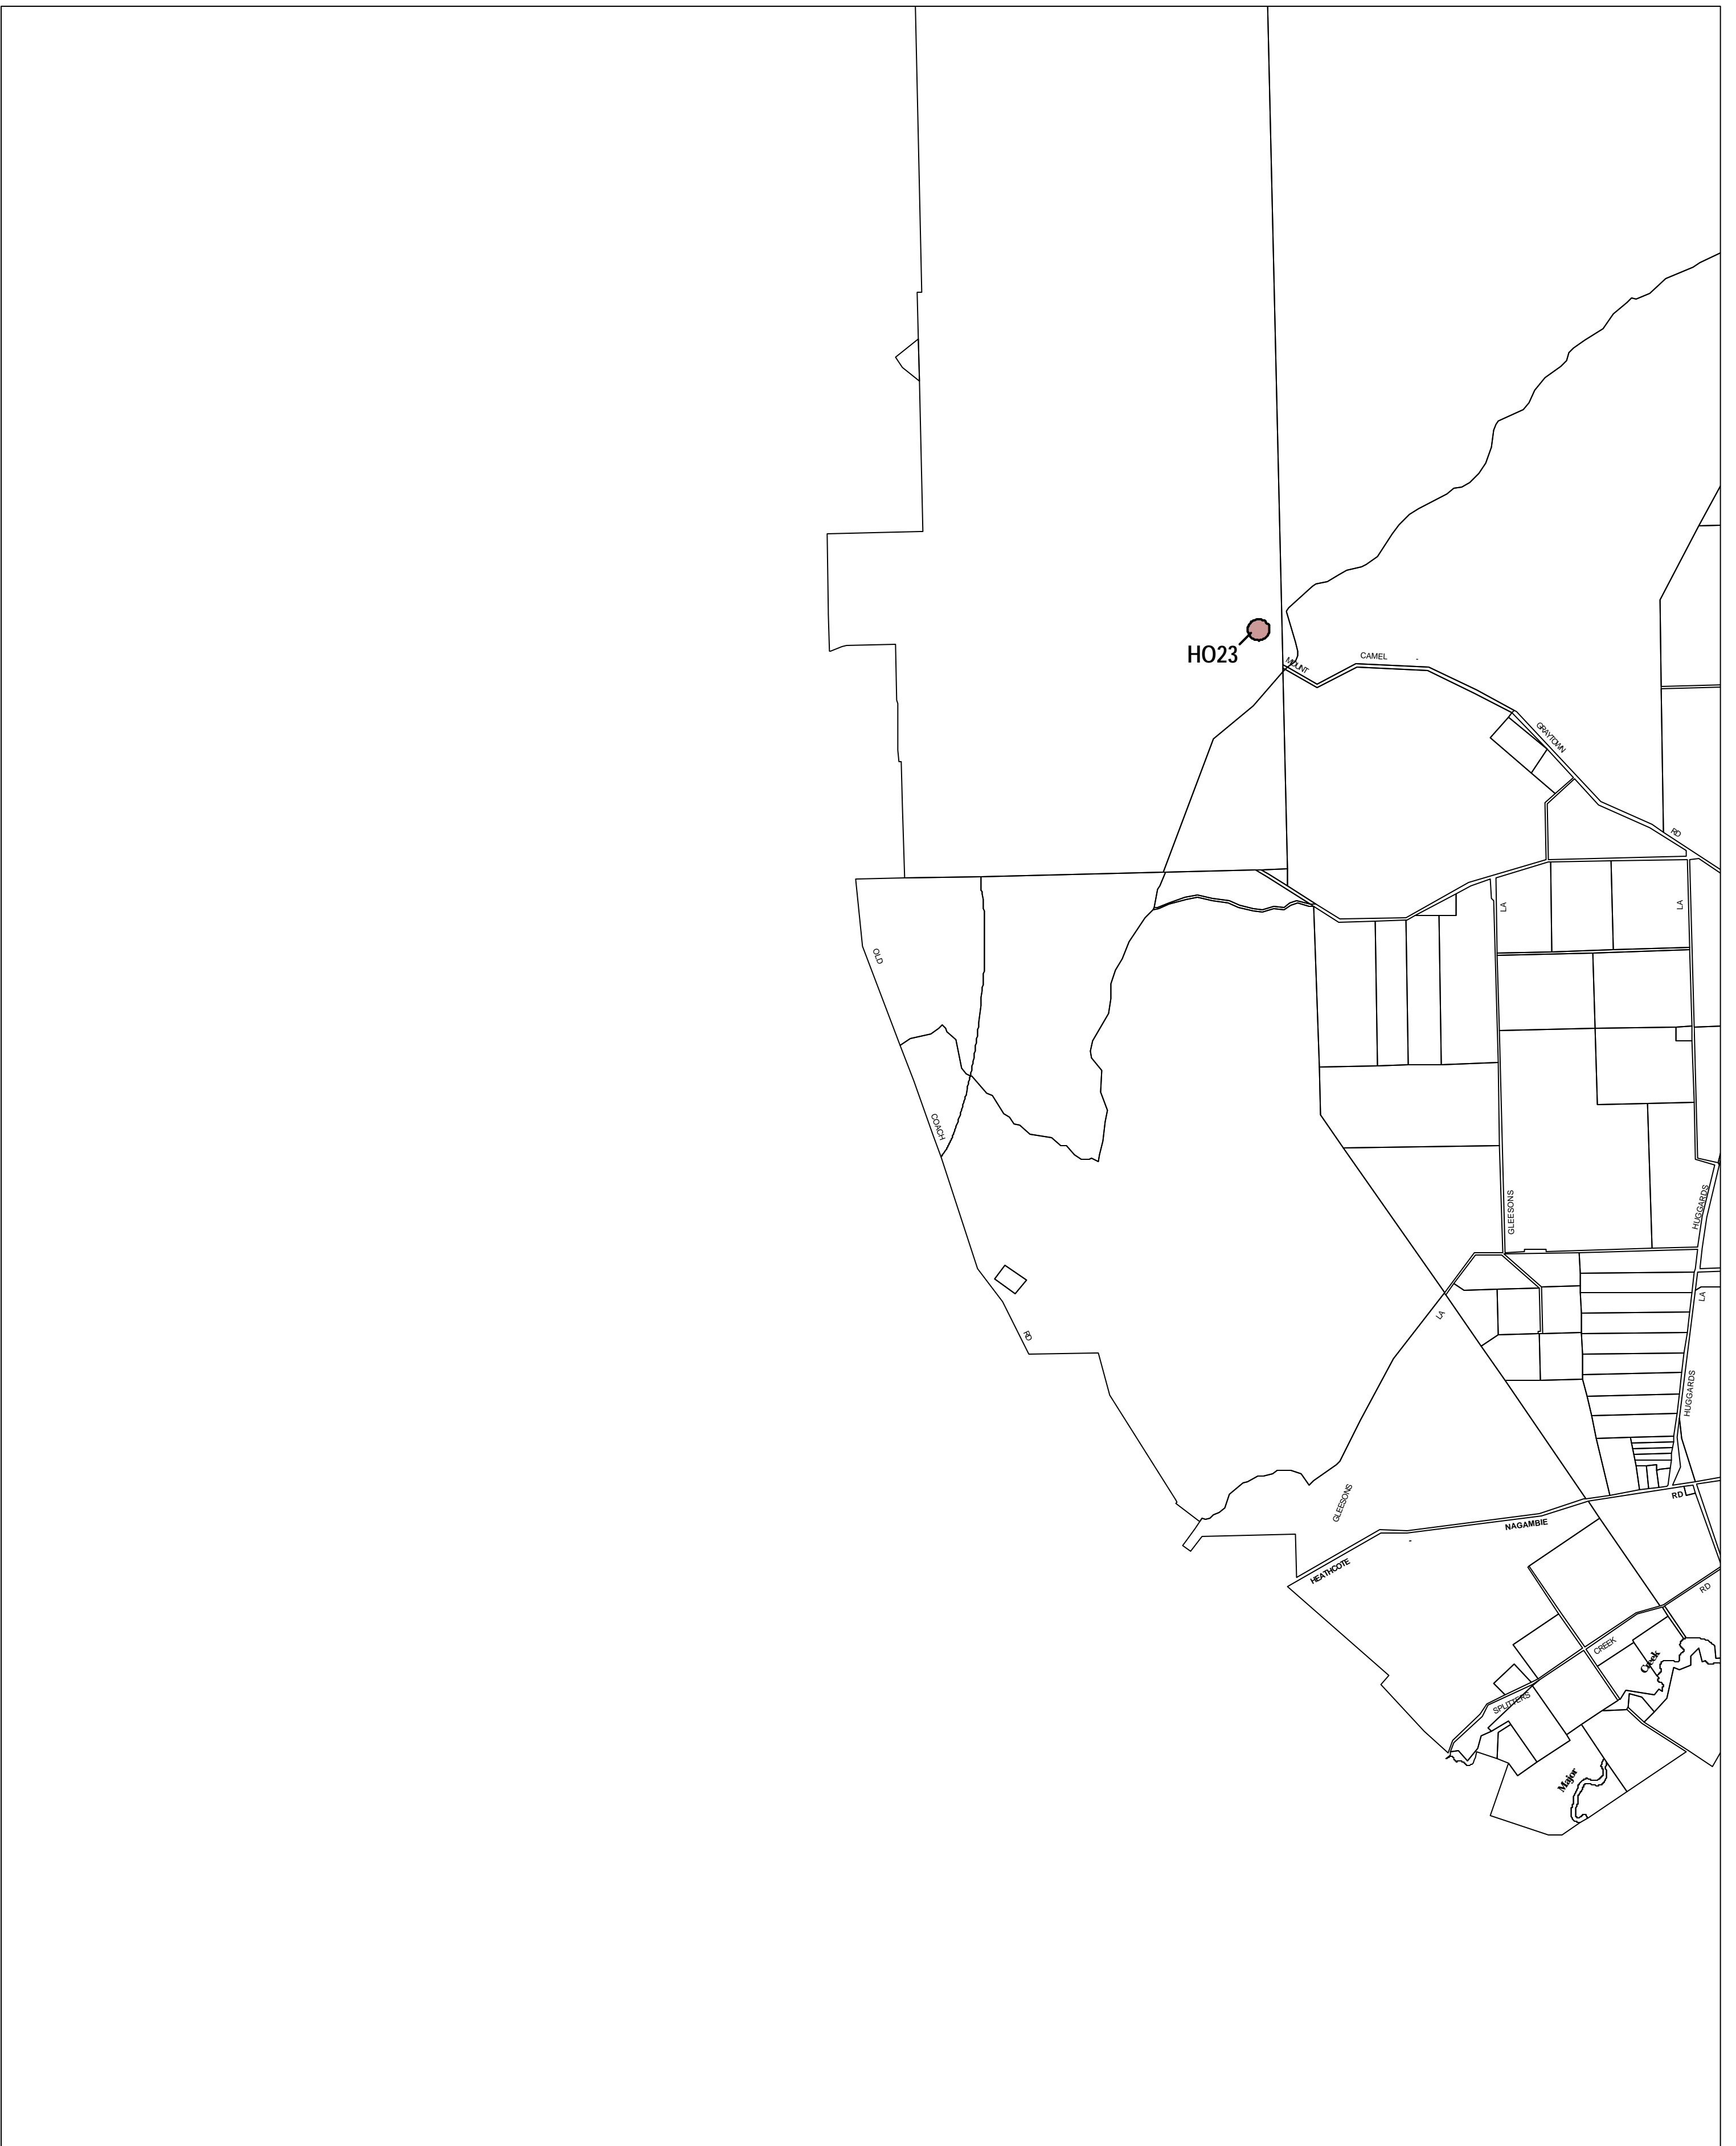 HO23
MOUNT
CAMEL
-
GRAYTOWN
RD
LA
LA
OLD
COACH
RD
GLEESONS
HUGGARDS
LA
LA
HUGGARDS
GLEESONS
RD
NAGAMBIE
-
HEATHCOTE
RD
CREEK
Creek
SPLITTERS
Major